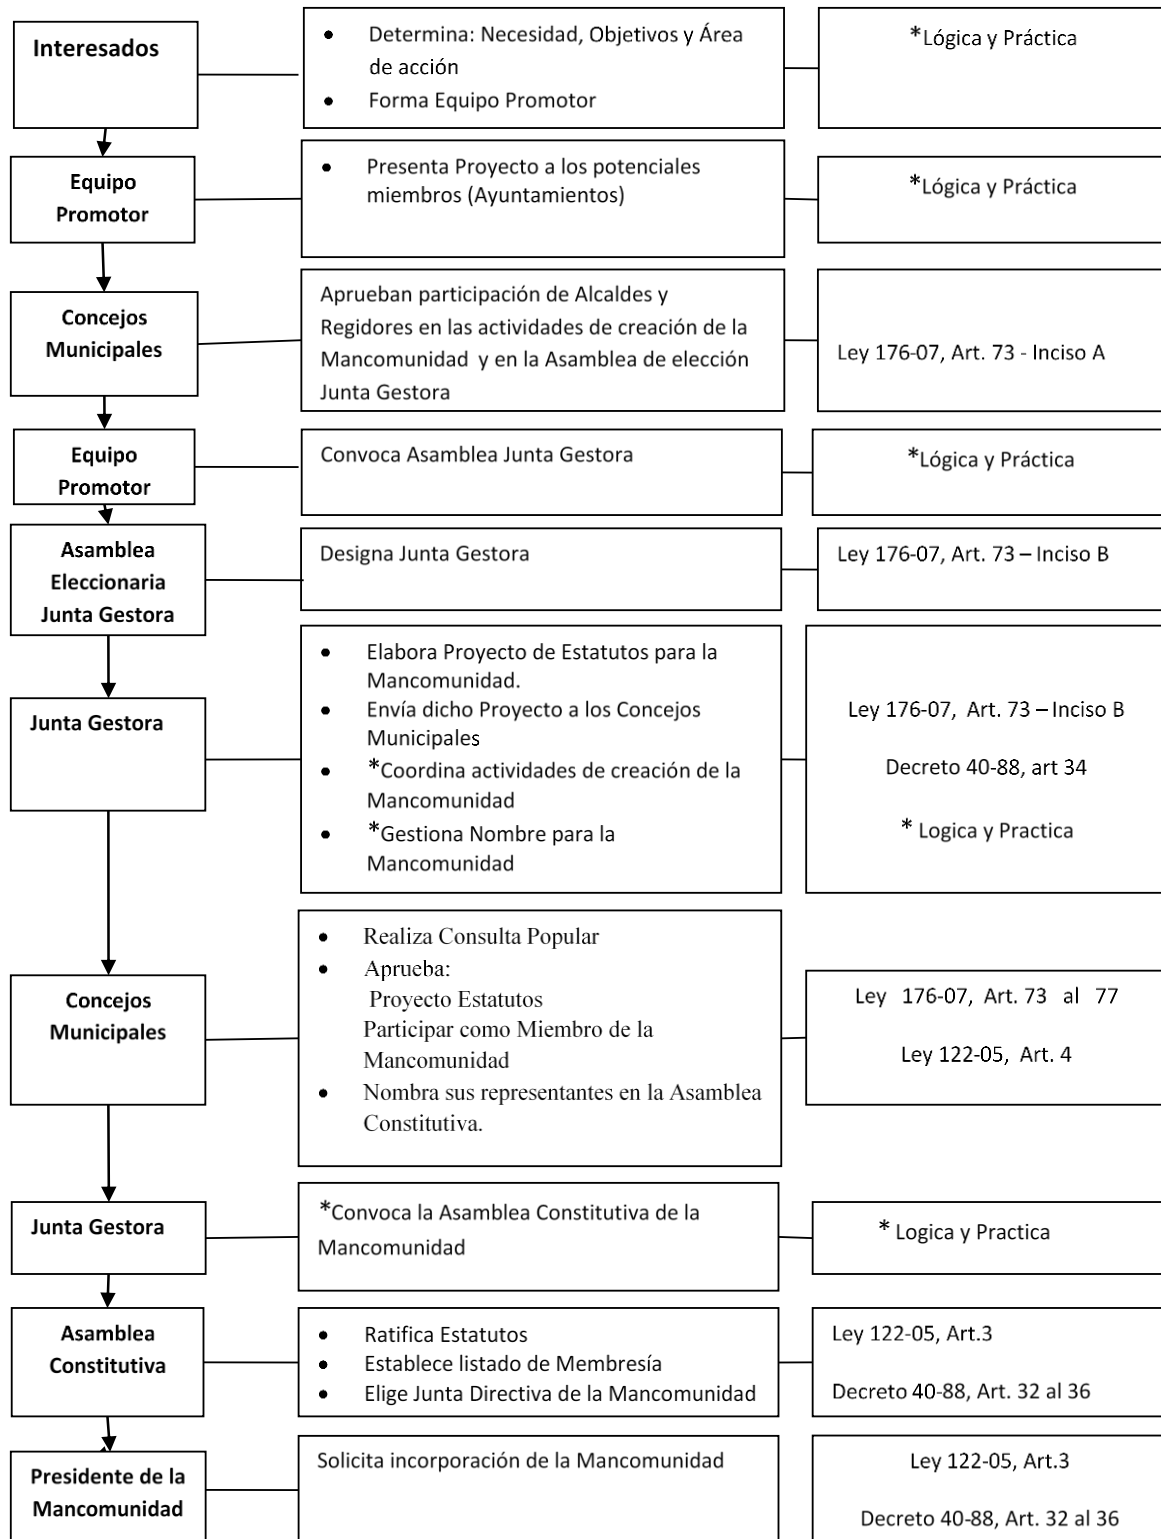 Interesados
• Determina: Necesidad, Objetivos y Área
de acción
• Forma Equipo Promotor
*Lógica y Práctica
Equipo
Promotor
• Presenta Proyecto a los potenciales
miembros (Ayuntamientos)
*Lógica y Práctica
Concejos
Municipales
Aprueban participación de Alcaldes y
Regidores en las actividades de creación de la
Mancomunidad y en la Asamblea de elección
Junta Gestora
Ley 176-07, Art. 73 - Inciso A
Equipo
Promotor
Convoca Asamblea Junta Gestora
*Lógica y Práctica
Asamblea
Eleccionaria
Junta Gestora
Designa Junta Gestora
Ley 176-07, Art. 73 – Inciso B
Junta Gestora
• Elabora Proyecto de Estatutos para la
Mancomunidad.
• Envía dicho Proyecto a los Concejos
Municipales
• *Coordina actividades de creación de la
Mancomunidad
• *Gestiona Nombre para la
Mancomunidad
Ley 176-07, Art. 73 – Inciso B
Decreto 40-88, art 34
* Logica y Practica
Concejos
Municipales
• Realiza Consulta Popular
• Aprueba:
Proyecto Estatutos
Participar como Miembro de la
Mancomunidad
• Nombra sus representantes en la Asamblea
Constitutiva.
Ley 176-07, Art. 73 al 77
Ley 122-05, Art. 4
Junta Gestora
*Convoca la Asamblea Constitutiva de la
Mancomunidad
* Logica y Practica
Asamblea
Constitutiva
• Ratifica Estatutos
• Establece listado de Membresía
• Elige Junta Directiva de la Mancomunidad
Ley 122-05, Art.3
Decreto 40-88, Art. 32 al 36
Presidente de la
Mancomunidad
Solicita incorporación de la Mancomunidad
Ley 122-05, Art.3
Decreto 40-88, Art. 32 al 36